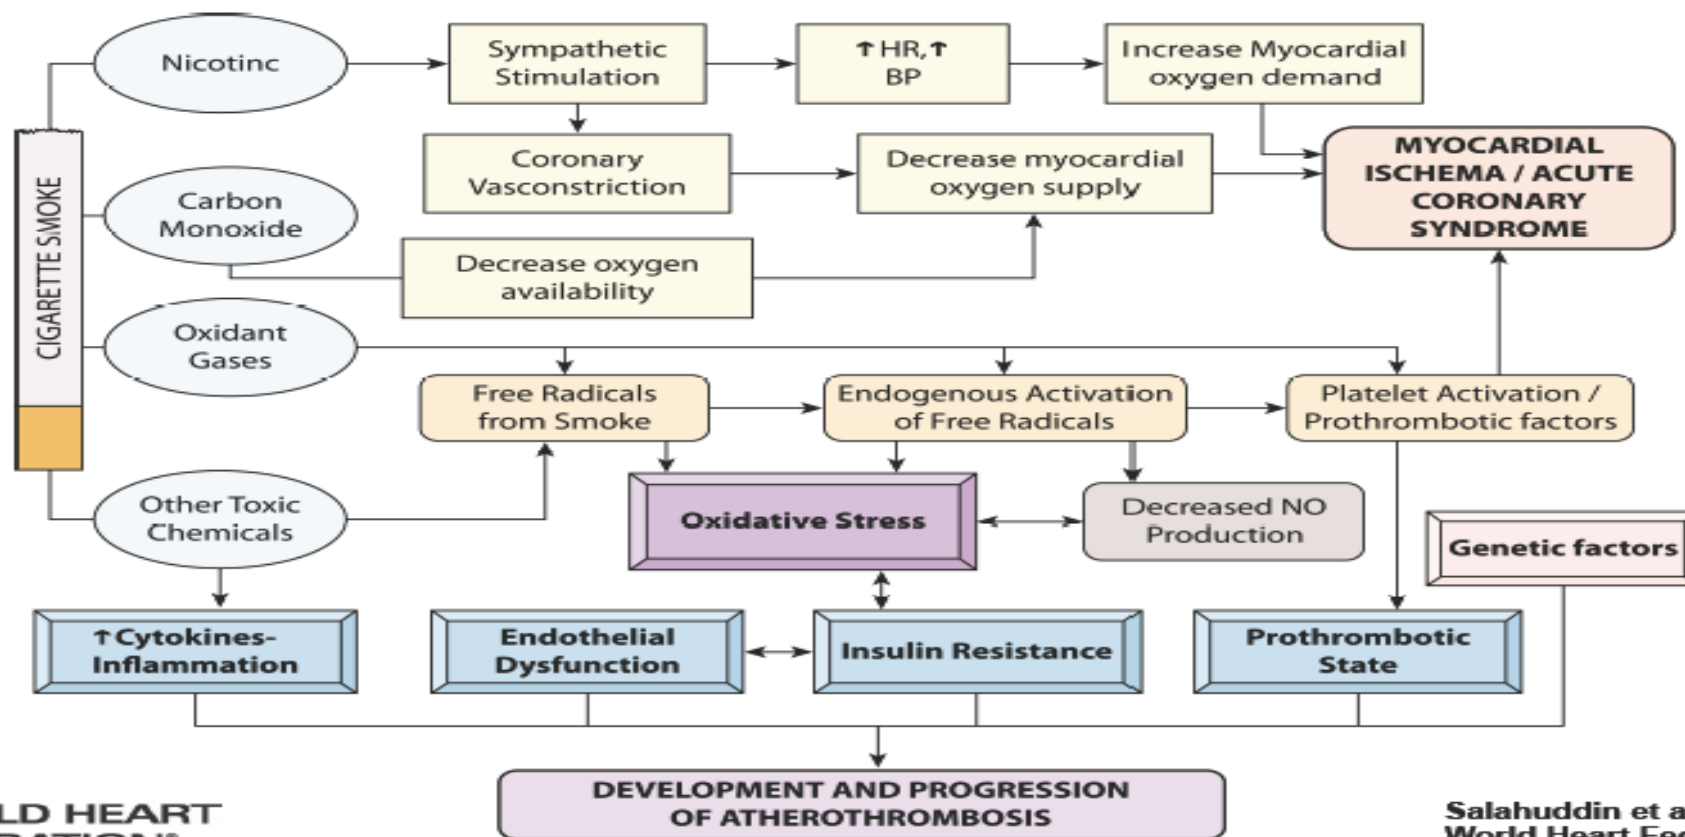 Nicotinc
Sympathetic
Stimulation
↑HR,↑
BP
Increase Myocardial
oxygen demand
CIGARETTE SMOKE
Carbon
Monoxide
Coronary
Vasconstriction
Decrease myocardial
oxygen supply
MYOCARDIAL
ISCHEMA / ACUTE
CORONARY
SYNDROME
Decrease oxygen
availability
Oxidant
Gases
Free Radicals
from Smoke
Endogenous Activation
of Free Radicals
Platelet Activation /
Prothrombotic factors
Other Toxic
Chemicals
Oxidative Stress
Decreased NO
Production
Genetic factors
↑Cytokines-
Inflammation
Endothelial
Dysfunction
Insulin Resistance
Prothrombotic
State
DEVELOPMENT AND PROGRESSION
OF ATHEROTHROMBOSIS
LD HEART
Salahuddin et a
World Heart